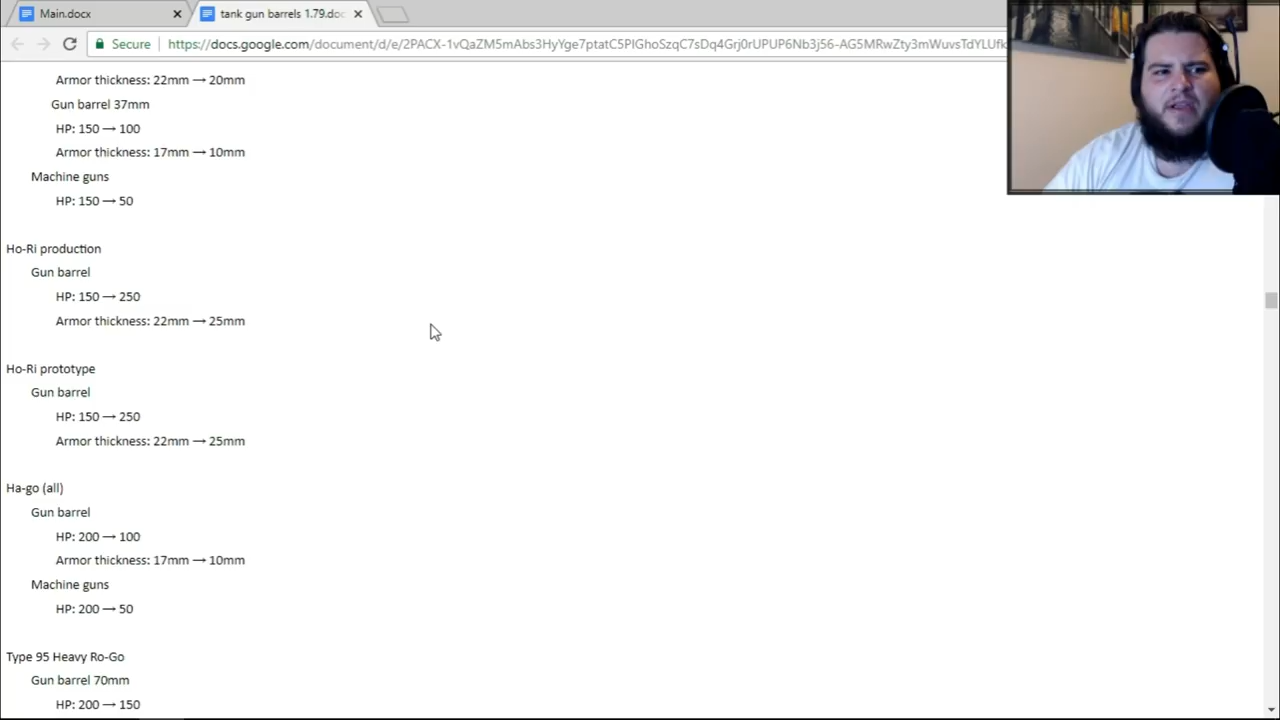 Main.docx
tank gun barrels 1.79.doc
Secure
https://docs.google.com/document/d/e/2PACX-1vQaZM5mAbs3HyYge7ptatC5PIGhoSzqC7sDq4Grj0rUPUP6Nb3j56-AG5MRwZty3mWuvsTdYLUfk
Armor thickness: 22mm → 20mm
Gun barrel 37mm
HP: 150 → 100
Armor thickness: 17mm → 10mm
Machine guns
HP: 150 → 50
Ho-Ri production
Gun barrel
HP: 150 → 250
Armor thickness: 22mm → 25mm
Ho-Ri prototype
Gun barrel
HP: 150 → 250
Armor thickness: 22mm → 25mm
Ha-go (all)
Gun barrel
HP: 200 → 100
Armor thickness: 17mm → 10mm
Machine guns
HP: 200 → 50
Type 95 Heavy Ro-Go
Gun barrel 70mm
HP: 200 → 150